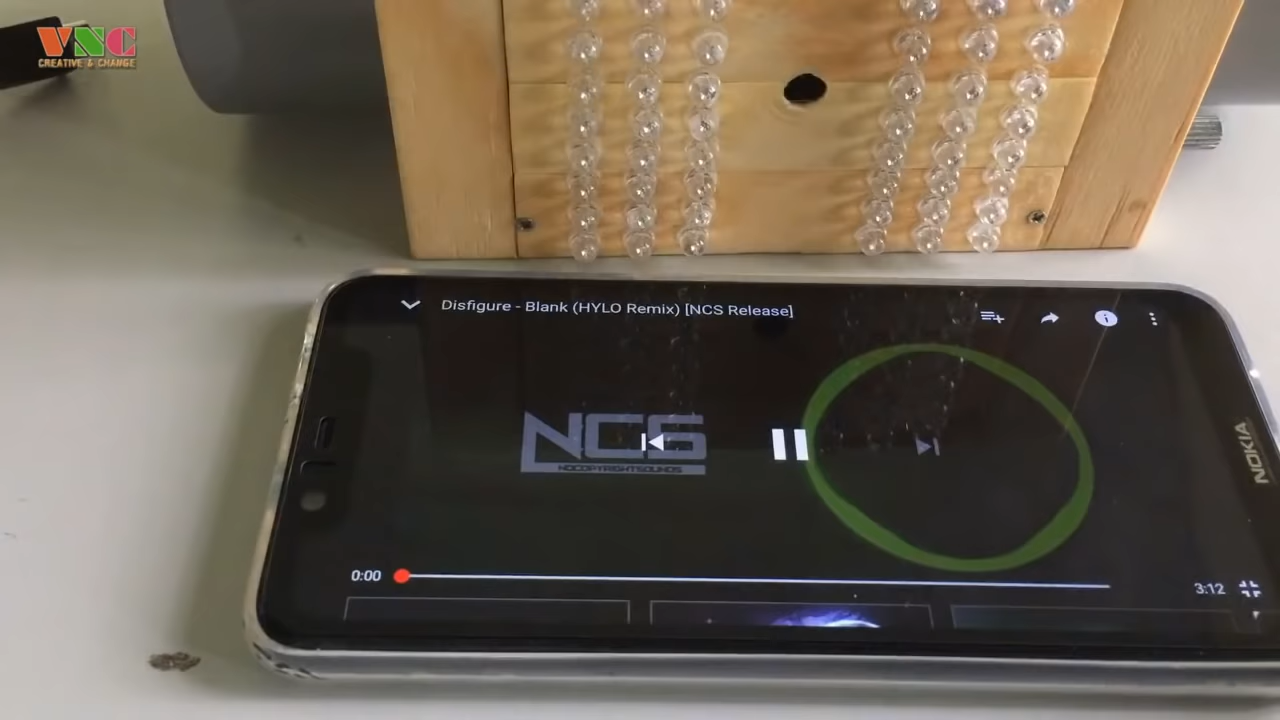 VNC
CREATIVE & CHANGE
Disfigure - Blank (HYLO Remix) [NCS Release]
NCS
NOCOPYRIGHTSOUNDS
NOKIA
0:00
3:12